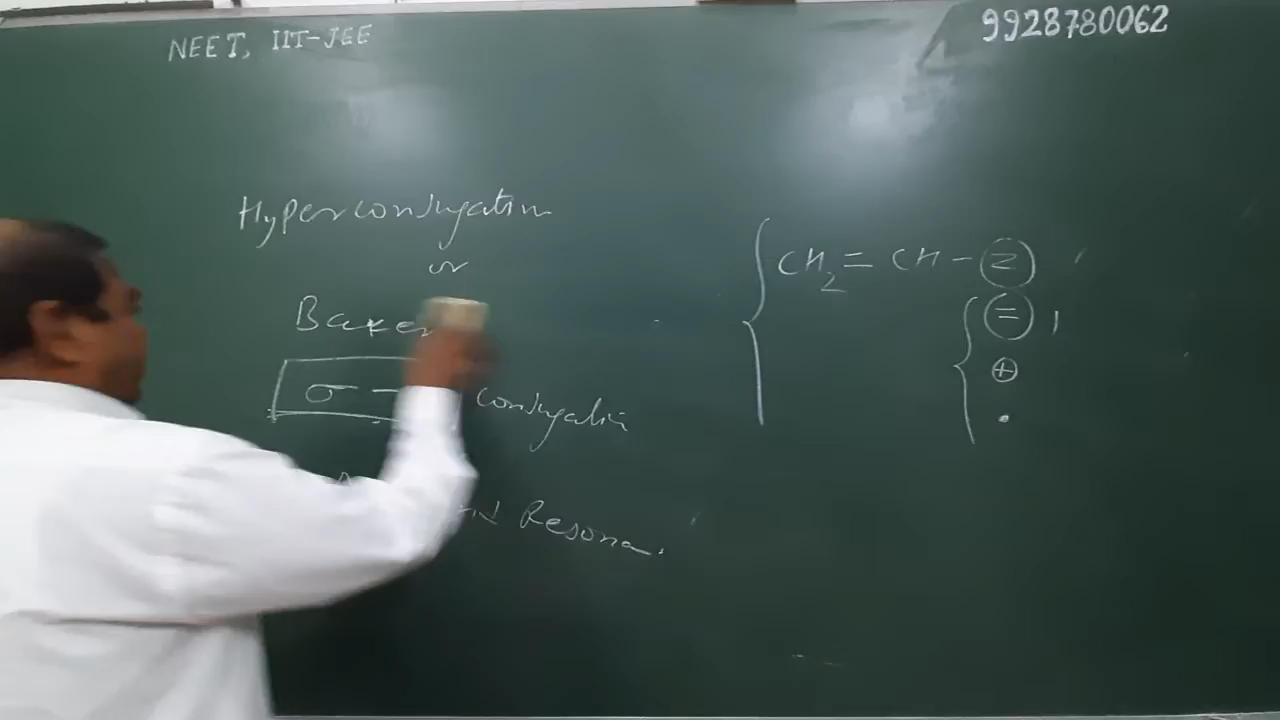 NEET, IIT-JEE
9928780062
Hyperconjugation
or
Baker
σ – conjugation
Resona.
CH2 = CH – Z
=
⊕
•